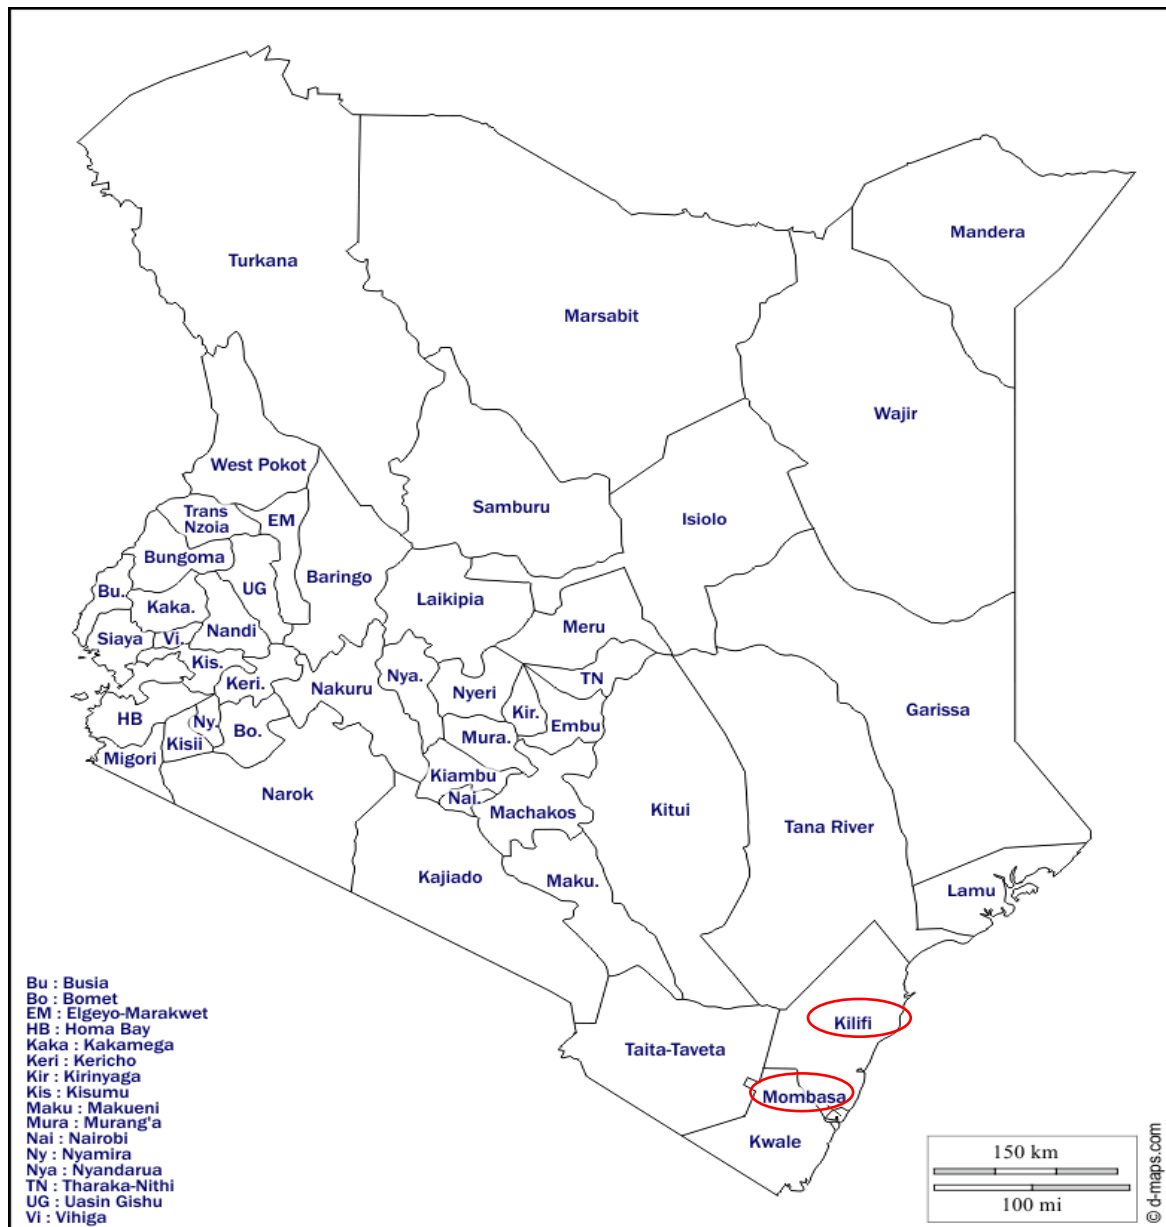 Turkana
Marsabit
Mandera
Wajir
West Pokot
Samburu
Isiolo
Trans
Nzoia
EM
Bungoma
Baringo
UG
Bu.
Kaka.
Laikipia
Meru
Siaya
Vi.
Nandi
Kis.
Keri.
Nakuru
Nya.
Nyeri
TN
Kir.
Embu
Garissa
HB
Ny.
Kisii
Bo.
Mura.
Migori
Kiambu
Narok
Nai.
Machakos
Kitui
Tana River
Kajiado
Maku.
Lamu
Kilifi
Taita-Taveta
Mombasa
Kwale
Bu : Busia
Bo : Bomet
EM : Elgeyo-Marakwet
HB : Homa Bay
Kaka : Kakamega
Keri : Kericho
Kir : Kirinyaga
Kis : Kisumu
Maku : Makueni
Mura : Murang'a
Nai : Nairobi
Ny : Nyamira
Nya : Nyandarua
TN : Tharaka-Nithi
UG : Uasin Gishu
Vi : Vihiga
150 km
100 mi
© d-maps.com